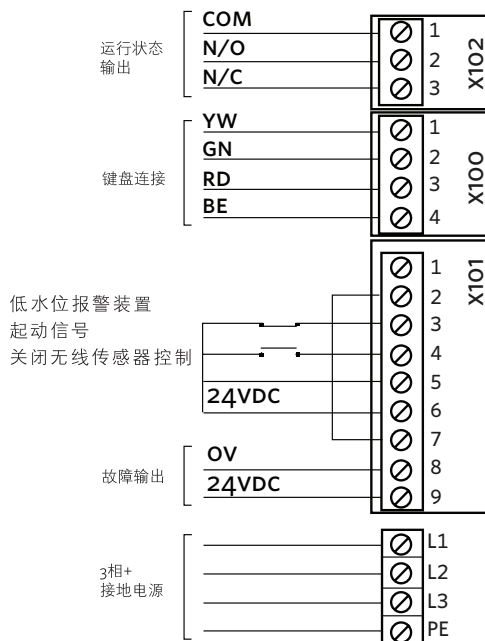 COM
N/O
N/C
运行状态
输出
1
2
3
X102
YW
GN
RD
BE
键盘连接
1
2
3
4
X100
1
2
3
4
5
6
7
8
9
X101
低水位报警装置
起动信号
关闭无线传感器控制
24VDC
0V
24VDC
故障输出
3相+
接地电源
L1
L2
L3
PE